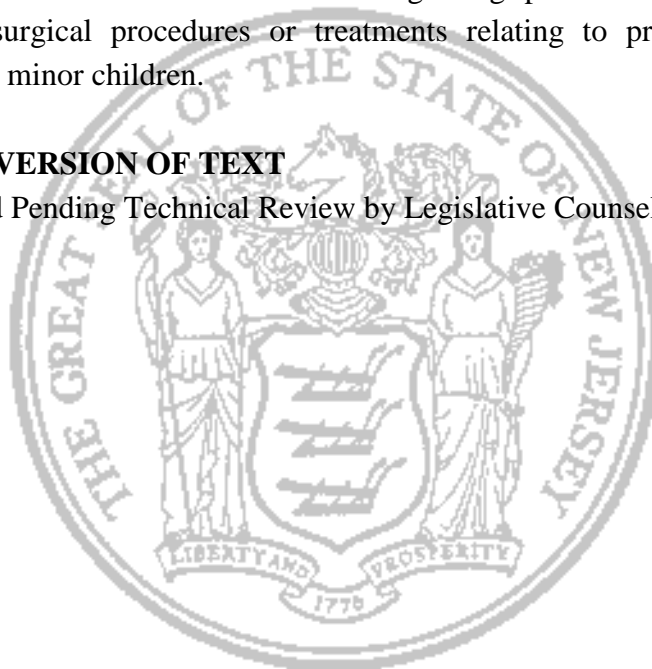 surgical procedures or treatments relating to pr
minor children.
VERSION OF TEXT
Pending Technical Review by Legislative Counsel
THE GREAT SEAL OF THE STATE OF NEW JERSEY
LIBERTY AND PROSPERITY
1776